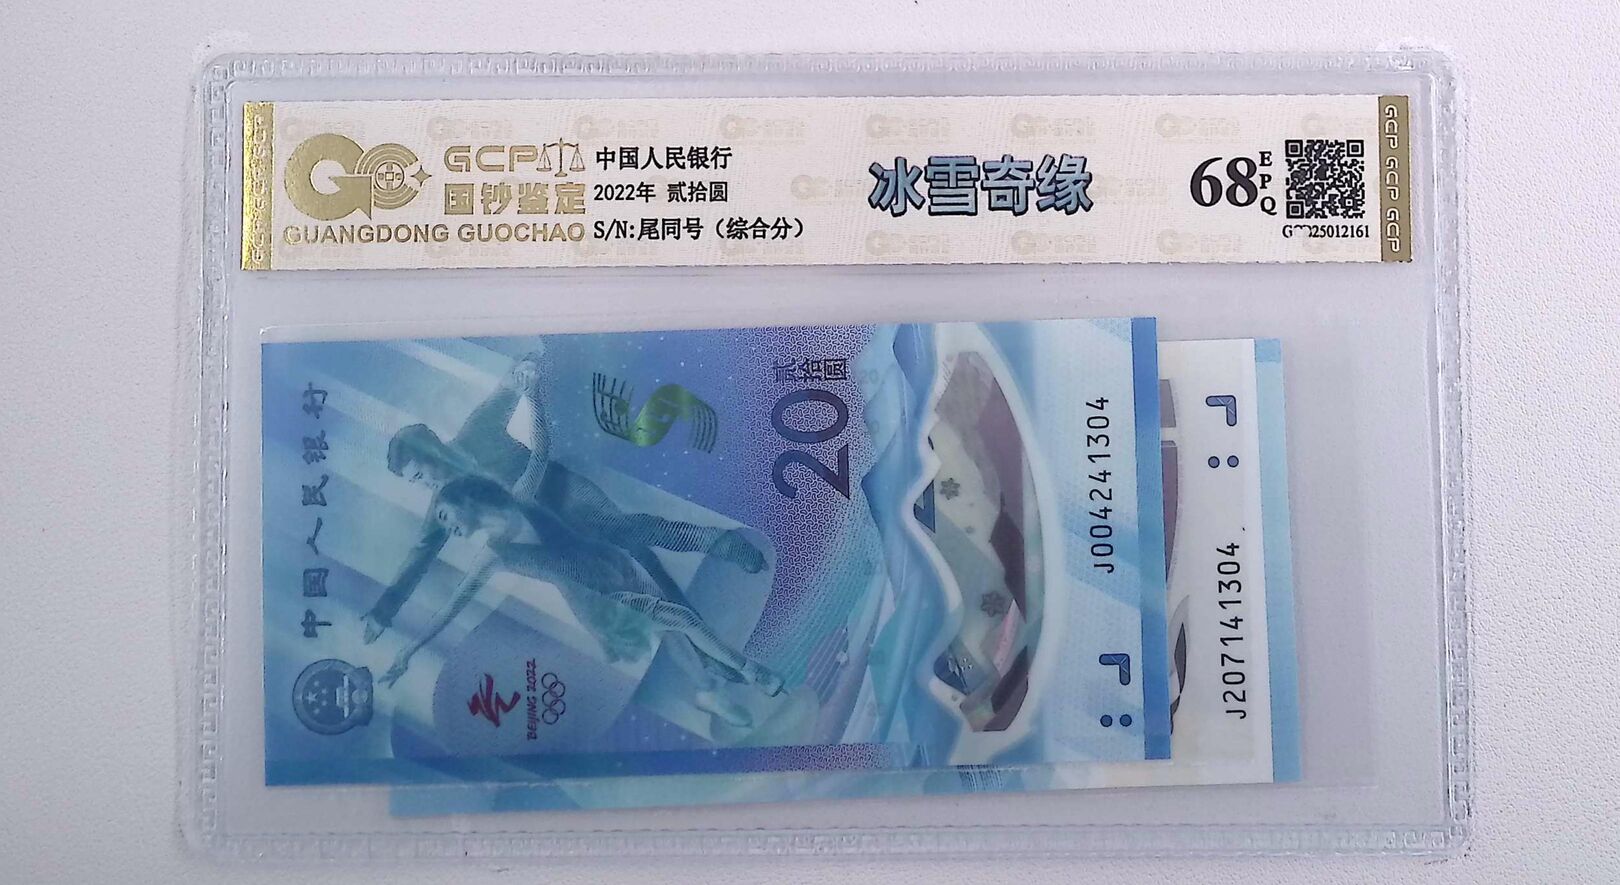 GCP
国钞鉴定
GUANGDONG GUOCHAO
中国人民银行
2022年 贰拾圆
S/N:尾同号（综合分）
冰雪奇缘
68
EPQ
25012161
GCP GCP GCP
中国人民银行
BEIJING 2022
贰拾圆
20
J004241304
J207141304